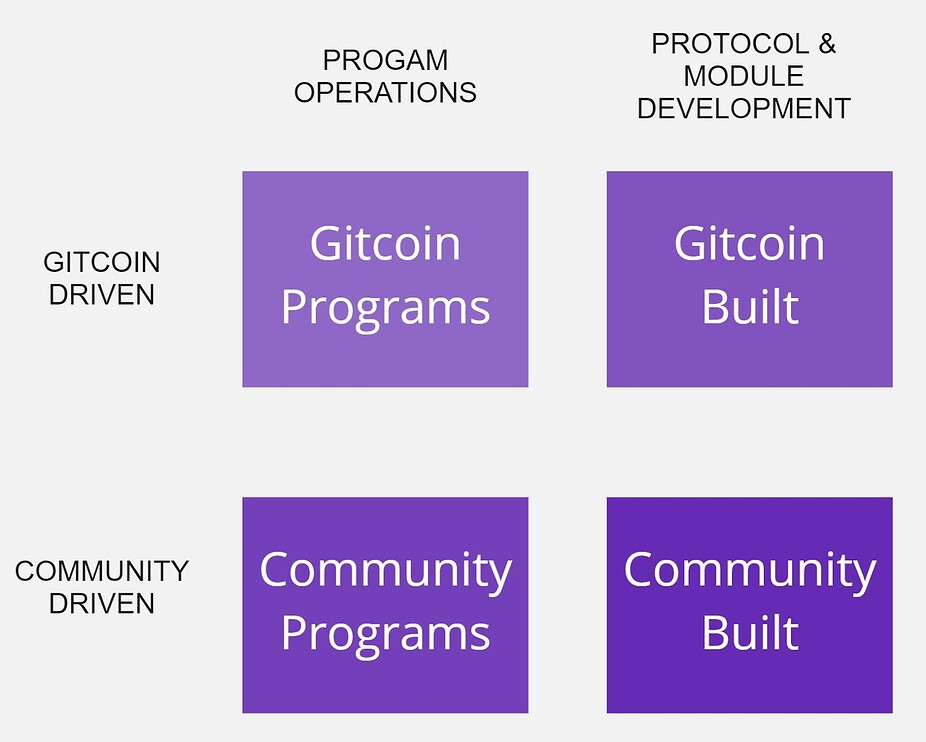 PROGAM
OPERATIONS
PROTOCOL &
MODULE
DEVELOPMENT
GITCOIN
DRIVEN
Gitcoin
Programs
Gitcoin
Built
COMMUNITY
DRIVEN
Community
Programs
Community
Built